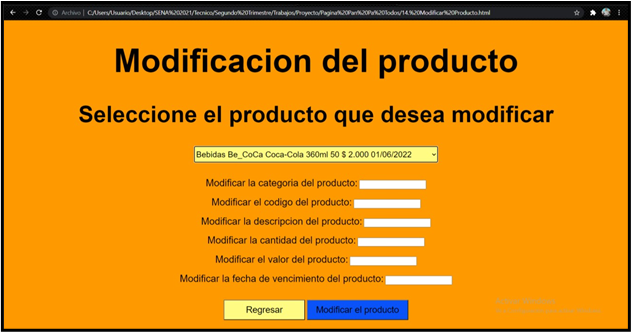 Archivo | C:/Users/Usuario/Desktop/SENA%202021/Tecnico/Segundo%20Trimestre/Trabajos/Proyecto/Pagina%20Pan%20Pa%20Todos/14.%20Modificar%20Producto.html
Modificacion del producto
Seleccione el producto que desea modificar
Bebidas Be_CoCa Coca-Cola 360ml 50 $ 2.000 01/06/2022
Modificar la categoria del producto:
Modificar el codigo del producto:
Modificar la descripcion del producto:
Modificar la cantidad del producto:
Modificar el valor del producto:
Modificar la fecha de vencimiento del producto:
Regresar Modificar el producto